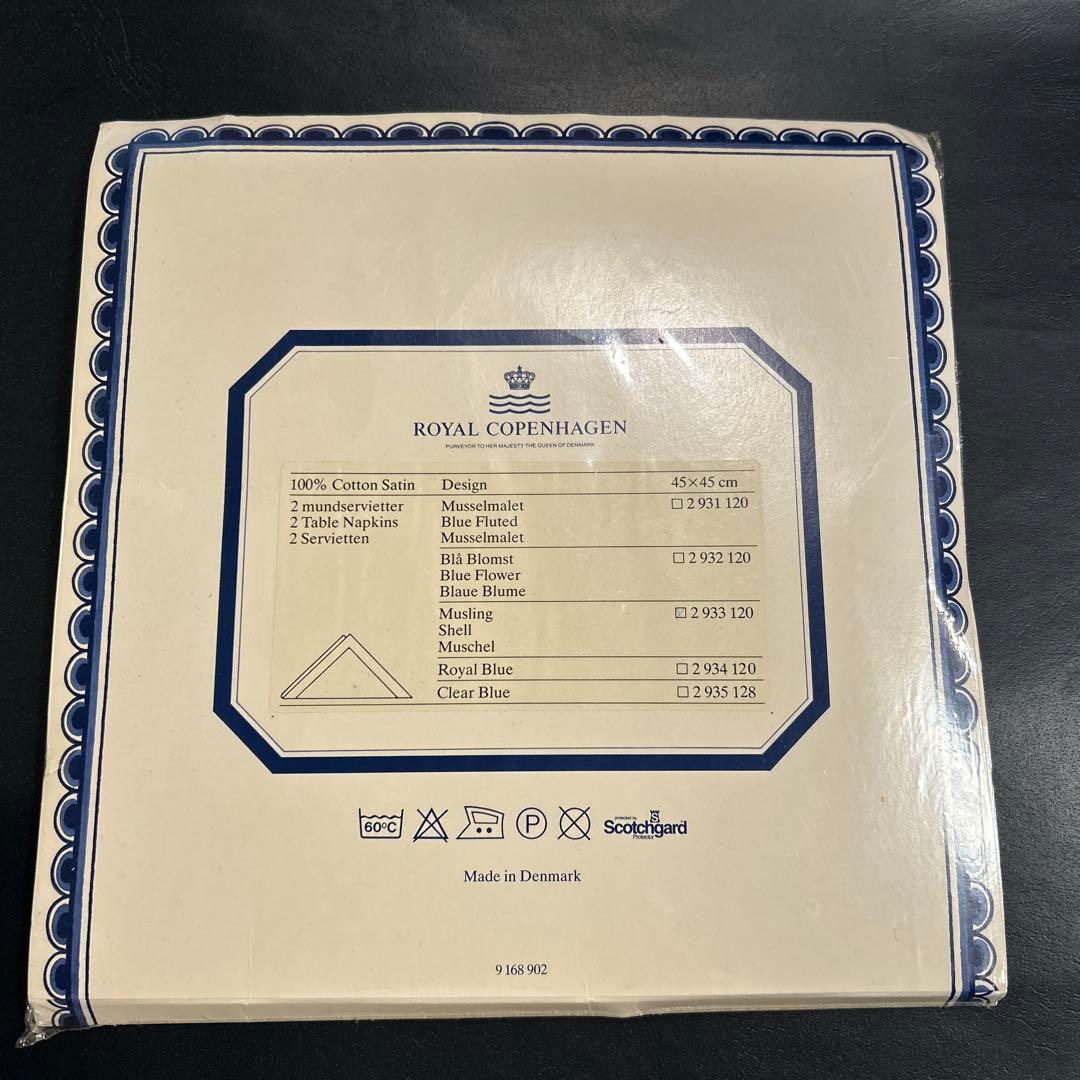 ROYAL COPENHAGEN
PURVEYOR TO HER MAJESTY THE QUEEN OF DENMARK
100% Cotton Satin Design 45×45 cm
2 mundservietter Musselmalet 2 931 120
2 Table Napkins Blue Fluted
2 Servietten Musselmalet
Blå Blomst 2 932 120
Blue Flower
Blaue Blume
Musling 2 933 120
Shell
Muschel
Royal Blue 2 934 120
Clear Blue 2 935 128
60°C P protected by
Scotchgard
Protector
Made in Denmark
9 168 902